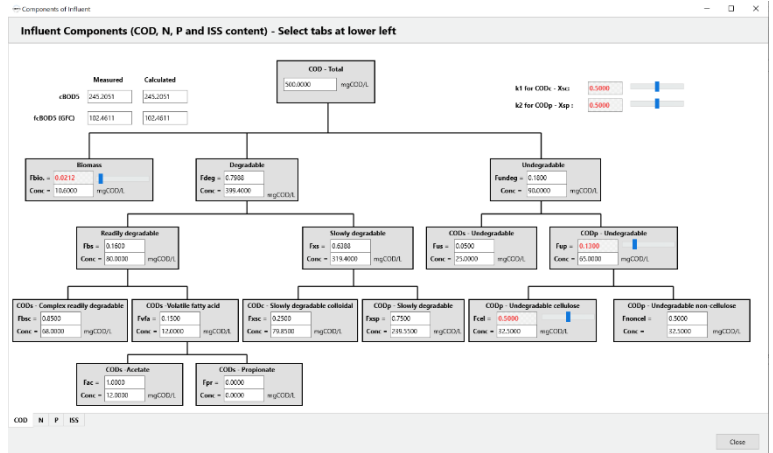 Components of Influent
Influent Components (COD, N, P and ISS content) - Select tabs at lower left
COD - Total
500.0000 mgCOD/L
Measured Calculated
cBOD5 245.2051 245.2051
fcBOD5 (GFC) 102.4611 102.4611
k1 for CODc - Xsc: 0.5000
k2 for CODp - Xsp : 0.5000
Biomass
Fbio. = 0.0212
Conc = 10.6000 mgCOD/L
Degradable
Fdeg = 0.7988
Conc = 399.4000 mgCOD/L
Undegradable
Fundeg = 0.1800
Conc = 90.0000 mgCOD/L
Readily degradable
Fbs = 0.1600
Conc = 80.0000 mgCOD/L
Slowly degradable
Fxs = 0.6388
Conc = 319.4000 mgCOD/L
CODs - Undegradable
Fus = 0.0500
Conc = 25.0000 mgCOD/L
CODp - Undegradable
Fup = 0.1300
Conc = 65.0000 mgCOD/L
CODs - Complex readily degradable
Fbsc = 0.8500
Conc = 68.0000 mgCOD/L
CODs -Volatile fatty acid
Fvfa = 0.1500
Conc = 12.0000 mgCOD/L
CODc - Slowly degradable colloidal
Fxsc = 0.2500
Conc = 79.8500 mgCOD/L
CODp - Slowly degradable
Fxsp = 0.7500
Conc = 239.5500 mgCOD/L
CODp - Undegradable cellulose
Fcel = 0.5000
Conc = 32.5000 mgCOD/L
CODp - Undegradable non-cellulose
Fnoncel = 0.5000
Conc = 32.5000 mgCOD/L
CODs -Acetate
Fac = 1.0000
Conc = 12.0000 mgCOD/L
CODs - Propionate
Fpr = 0.0000
Conc = 0.0000 mgCOD/L
COD N P ISS
Close